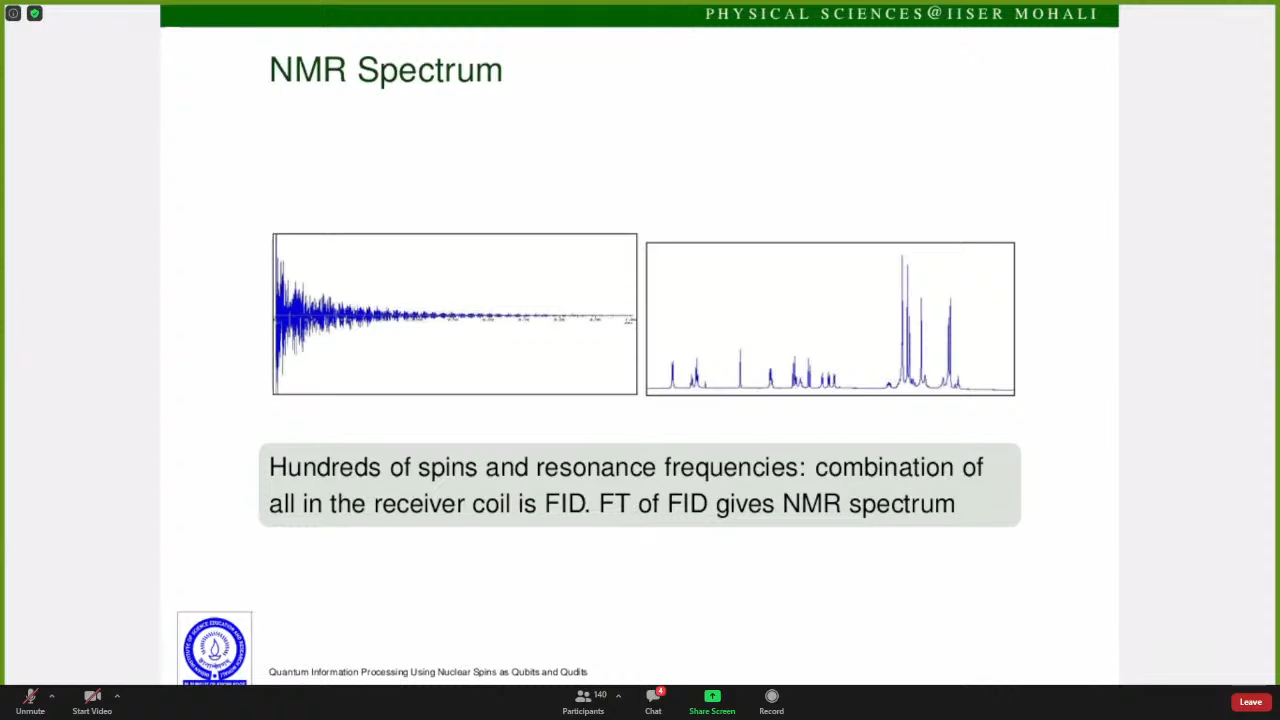 PHYSICAL SCIENCES@IISER MOHALI
NMR Spectrum
Hundreds of spins and resonance frequencies: combination of
all in the receiver coil is FID. FT of FID gives NMR spectrum
Quantum Information Processing Using Nuclear Spins as Qubits and Qudits
Unmute
Start Video
140
Participants
4
Chat
Share Screen
Record
Leave